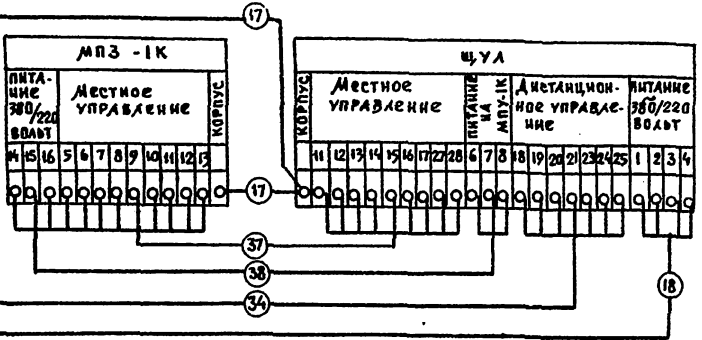 17
МПЗ -1К
ПИТА-
НИЕ
380/220
ВОЛЬТ
Местное
УПРАВЛЕНИЕ
КОРПУС
14 15 16 5 6 7 8 9 10 11 12 13
ЩУЛ
КОРПУС
Местное
УПРАВЛЕНИЕ
ПИТАНИЕ
НА
МПУ-1К
Дистанцион-
ное управле-
ние
ПИТАНИЕ
380/220
ВОЛЬТ
11 12 13 14 15 16 17 27 28 6 7 8 18 19 20 21 23 24 25 1 2 3 4
17
37
38
34
18